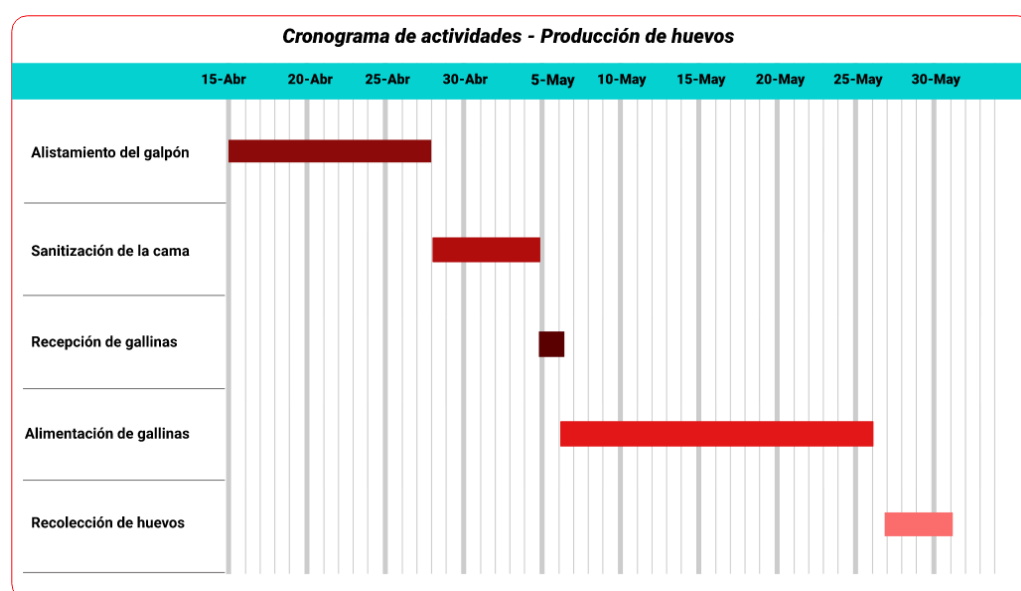 Cronograma de actividades - Producción de huevos
15-Abr 20-Abr 25-Abr 30-Abr 5-May 10-May 15-May 20-May 25-May 30-May
Alistamiento del galpón
Sanitización de la cama
Recepción de gallinas
Alimentación de gallinas
Recolección de huevos